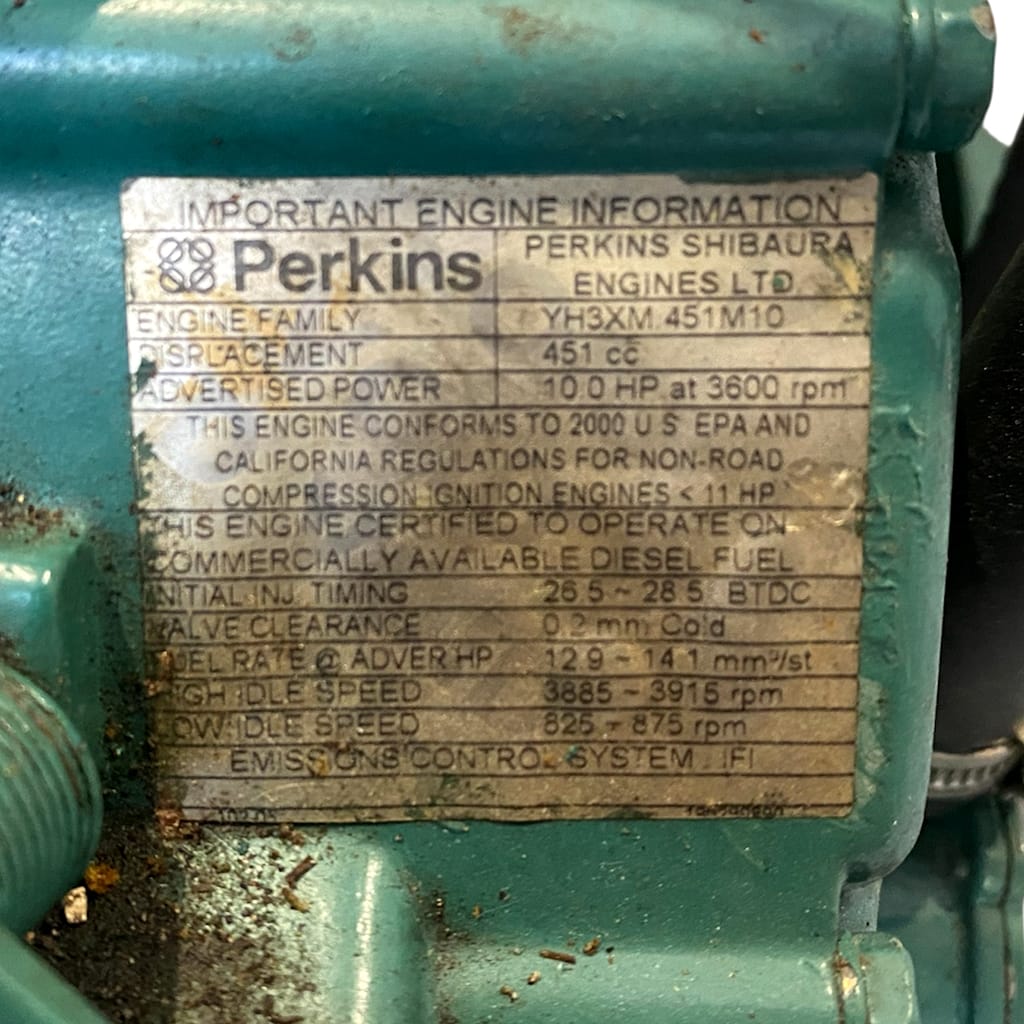 IMPORTANT ENGINE INFORMATION
Perkins
PERKINS SHIBAURA
ENGINES LTD
ENGINE FAMILY YH3XM.451M10
DISPLACEMENT 451 cc
ADVERTISED POWER 10.0 HP at 3600 rpm
THIS ENGINE CONFORMS TO 2000 U S EPA AND
CALIFORNIA REGULATIONS FOR NON-ROAD
COMPRESSION IGNITION ENGINES < 11 HP
THIS ENGINE CERTIFIED TO OPERATE ON
COMMERCIALLY AVAILABLE DIESEL FUEL
INITIAL INJ. TIMING 26.5 ~ 28.5 BTDC
VALVE CLEARANCE 0.2 mm Cold
FUEL RATE @ ADVER HP 12.9 ~ 14.1 mm³/st
HIGH IDLE SPEED 3885 ~ 3915 rpm
LOW IDLE SPEED 825 ~ 875 rpm
EMISSIONS CONTROL SYSTEM IFI